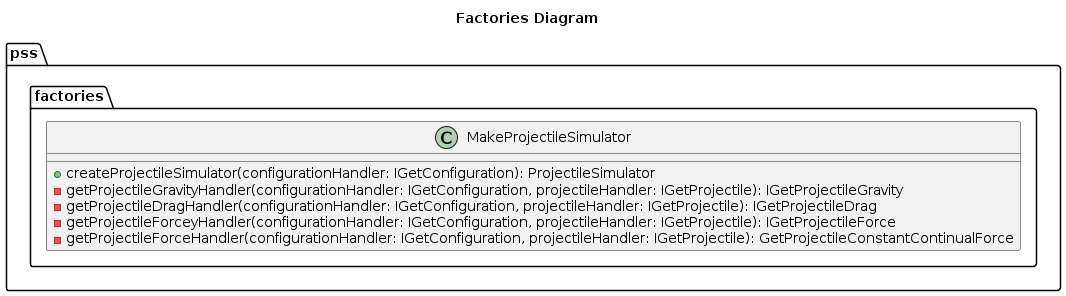 Factories Diagram
pss
factories
C MakeProjectileSimulator
createProjectileSimulator(configurationHandler: IGetConfiguration): ProjectileSimulator
getProjectileGravityHandler(configurationHandler: IGetConfiguration, projectileHandler: IGetProjectile): IGetProjectileGravity
getProjectileDragHandler(configurationHandler: IGetConfiguration, projectileHandler: IGetProjectile): IGetProjectileDrag
getProjectileForceyHandler(configurationHandler: IGetConfiguration, projectileHandler: IGetProjectile): IGetProjectileForce
getProjectileForceHandler(configurationHandler: IGetConfiguration, projectileHandler: IGetProjectile): GetProjectileConstantContinualForce